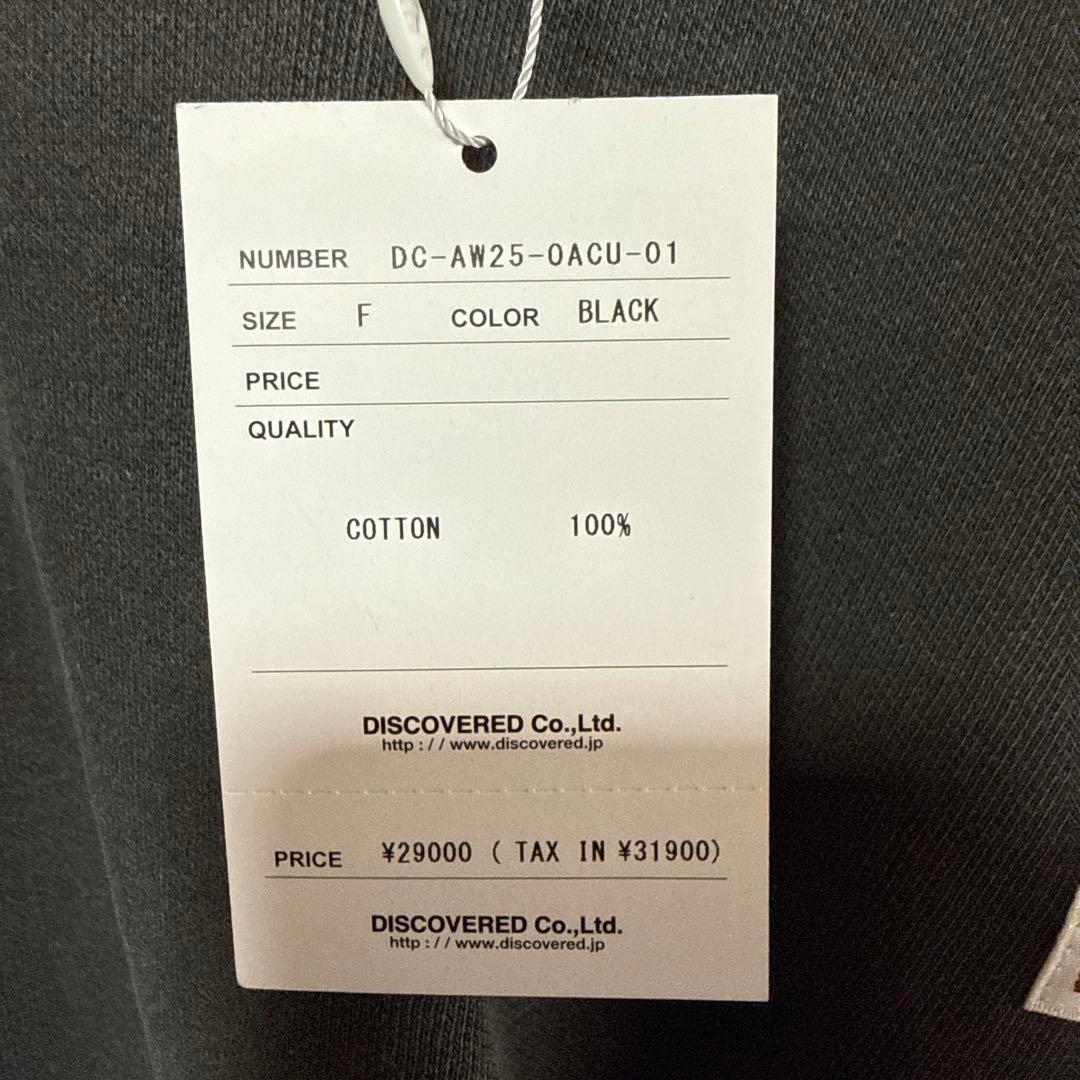 NUMBER DC-AW25-OACU-01
SIZE F COLOR BLACK
PRICE
QUALITY
COTTON 100%
DISCOVERED Co.,Ltd.
http://www.discovered.jp
PRICE ¥29000 ( TAX IN ¥31900)
DISCOVERED Co.,Ltd.
http://www.discovered.jp